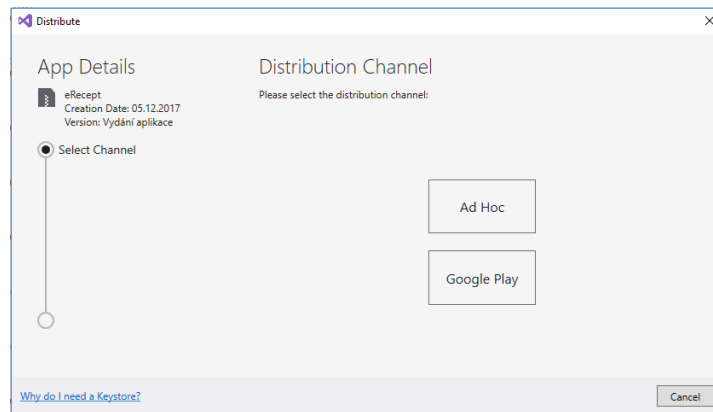 Distribute
App Details
eRecept
Creation Date: 05.12.2017
Version: Vydání aplikace
Select Channel
Distribution Channel
Please select the distribution channel:
Ad Hoc
Google Play
Why do I need a Keystore?
Cancel